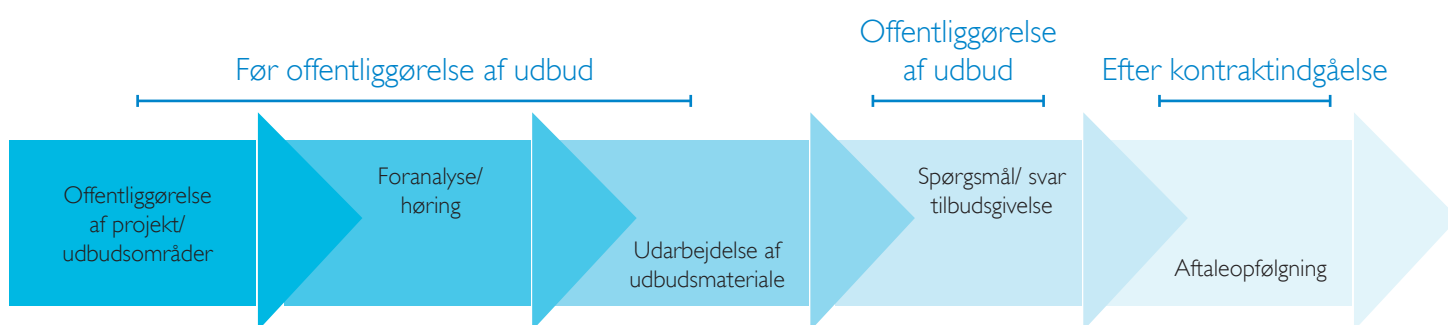 Før offentliggørelse af udbud
Offentliggørelse
af udbud
Efter kontraktindgåelse
Offentliggørelse
af projekt/
udbudsområder
Foranalyse/
høring
Udarbejdelse af
udbudsmateriale
Spørgsmål/ svar
tilbudsgivelse
Aftaleopfølgning